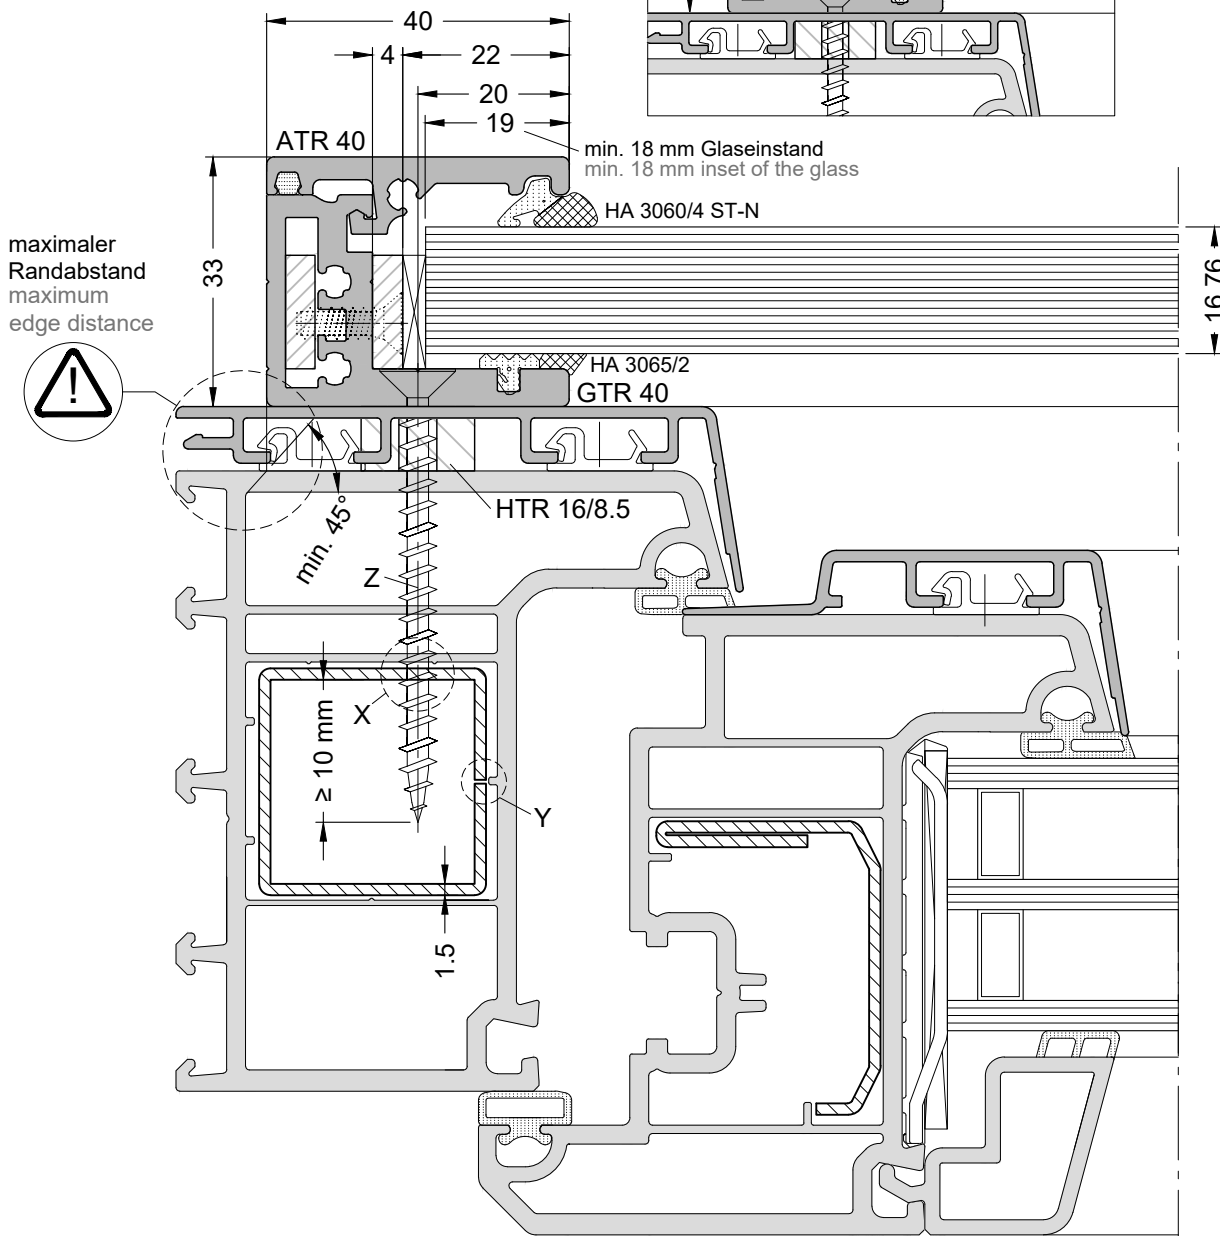 40
4
22
20
19
ATR 40
min. 18 mm Glaseinstand
min. 18 mm inset of the glass
HA 3060/4 ST-N
maximaler
Randabstand
maximum
edge distance
!
33
16.76
HA 3065/2
GTR 40
HTR 16/8.5
min. 45°
Z
X
≥ 10 mm
Y
1.5